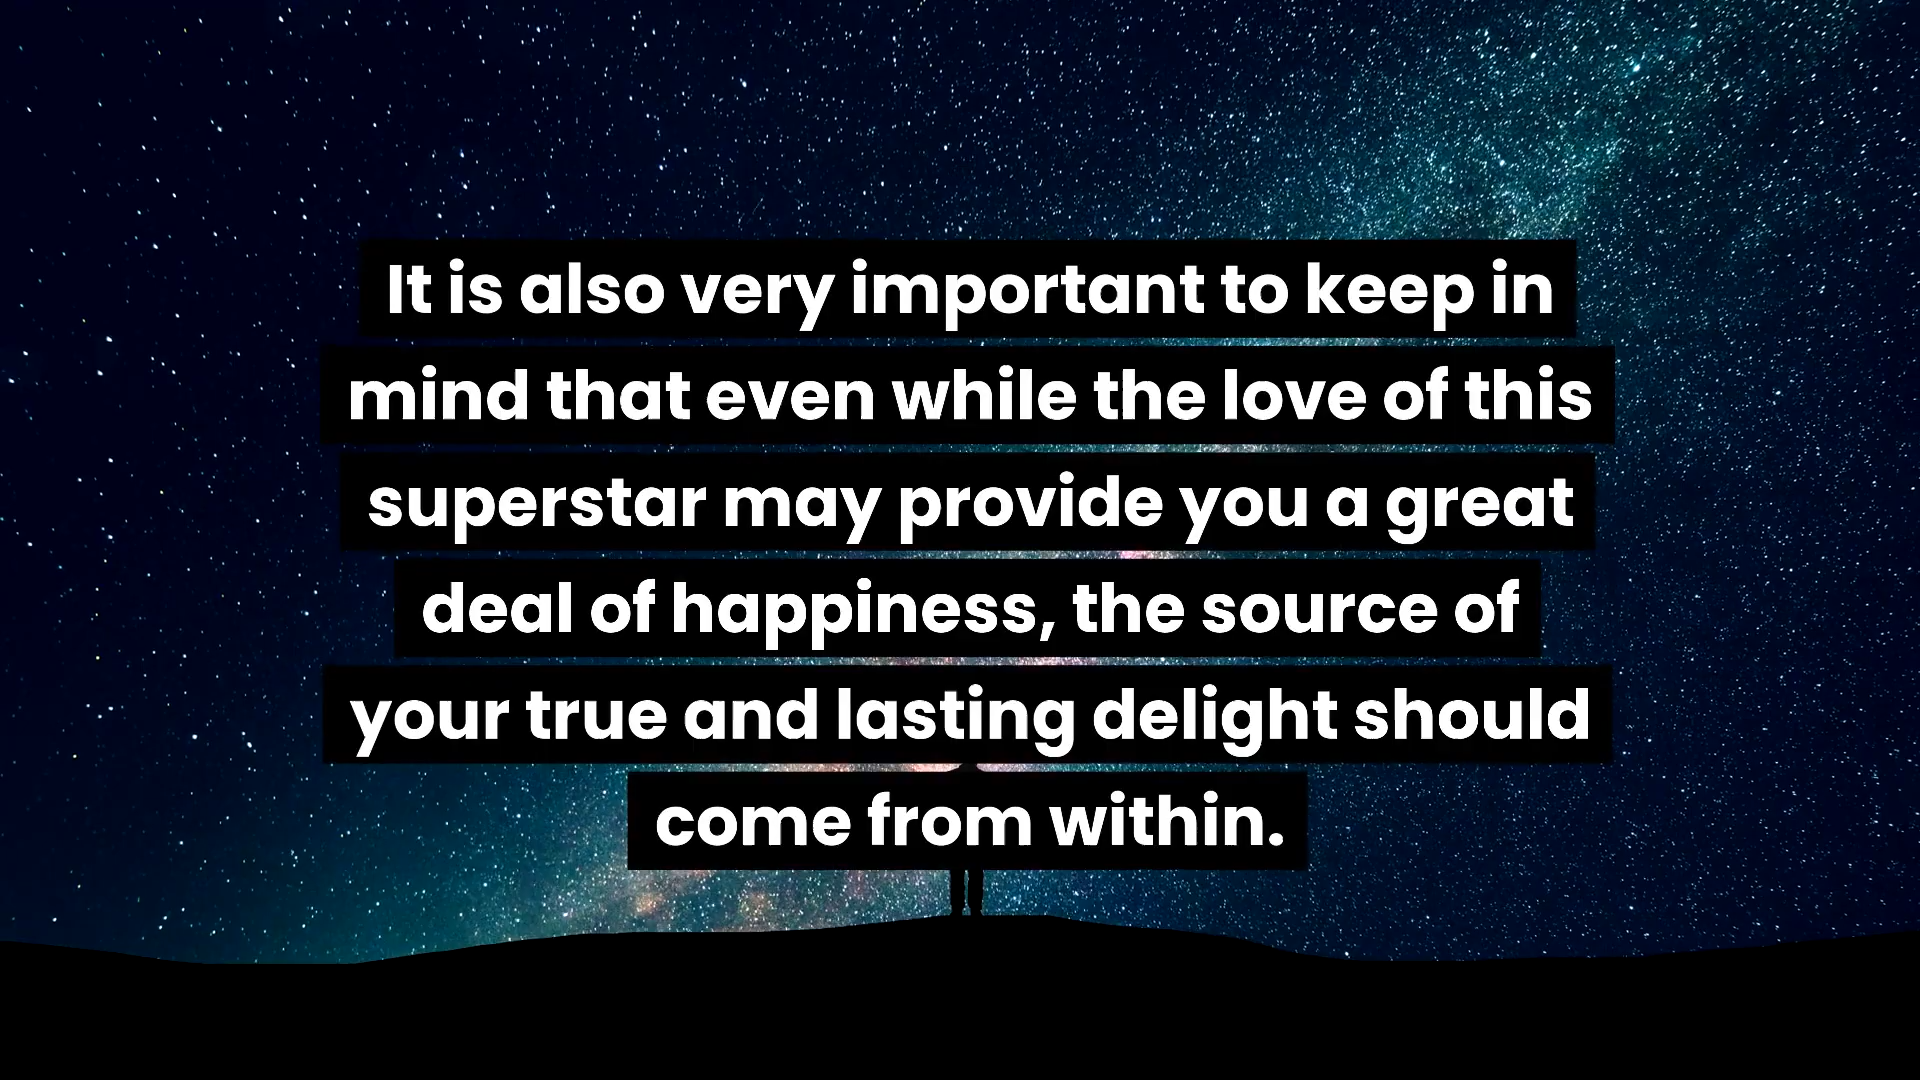 It is also very important to keep in
mind that even while the love of this
superstar may provide you a great
deal of happiness, the source of
your true and lasting delight should
come from within.